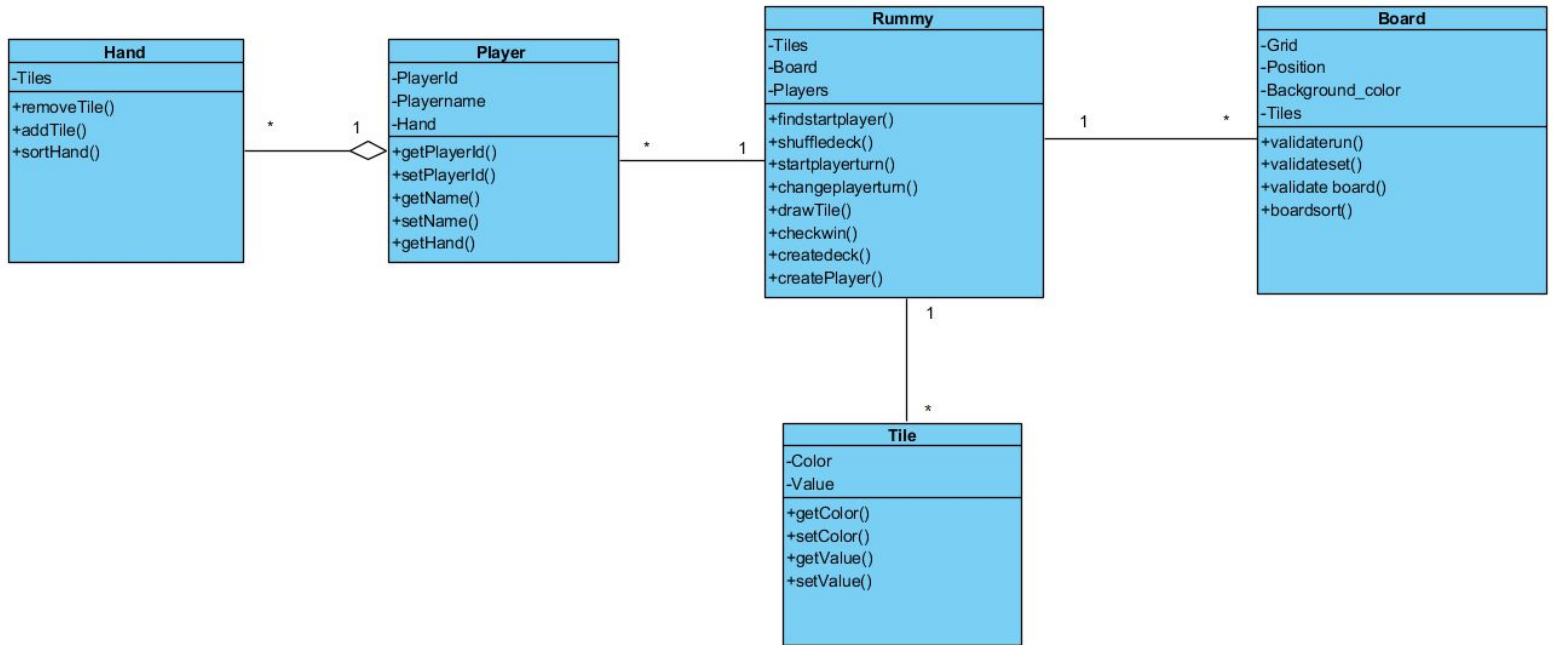 Hand
-Tiles
+removeTile()
+addTile()
+sortHand()
*
1
Player
-PlayerId
-Playername
-Hand
+getPlayerId()
+setPlayerId()
+getName()
+setName()
+getHand()
*
1
Rummy
-Tiles
-Board
-Players
+findstartplayer()
+shuffledeck()
+startplayerturn()
+changeplayerturn()
+drawTile()
+checkwin()
+createdeck()
+createPlayer()
1
*
Board
-Grid
-Position
-Background_color
-Tiles
+validaterun()
+validateset()
+validate board()
+boardsort()
1
*
Tile
-Color
-Value
+getColor()
+setColor()
+getValue()
+setValue()